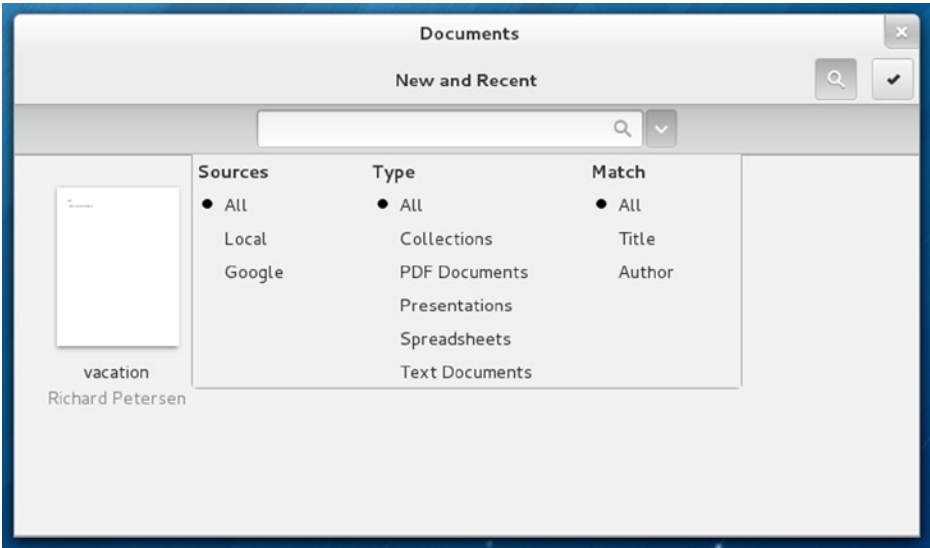 Documents
New and Recent
Sources Type Match
All All All
Local Collections Title
Google PDF Documents Author
Presentations
Spreadsheets
Text Documents
vacation
Richard Petersen